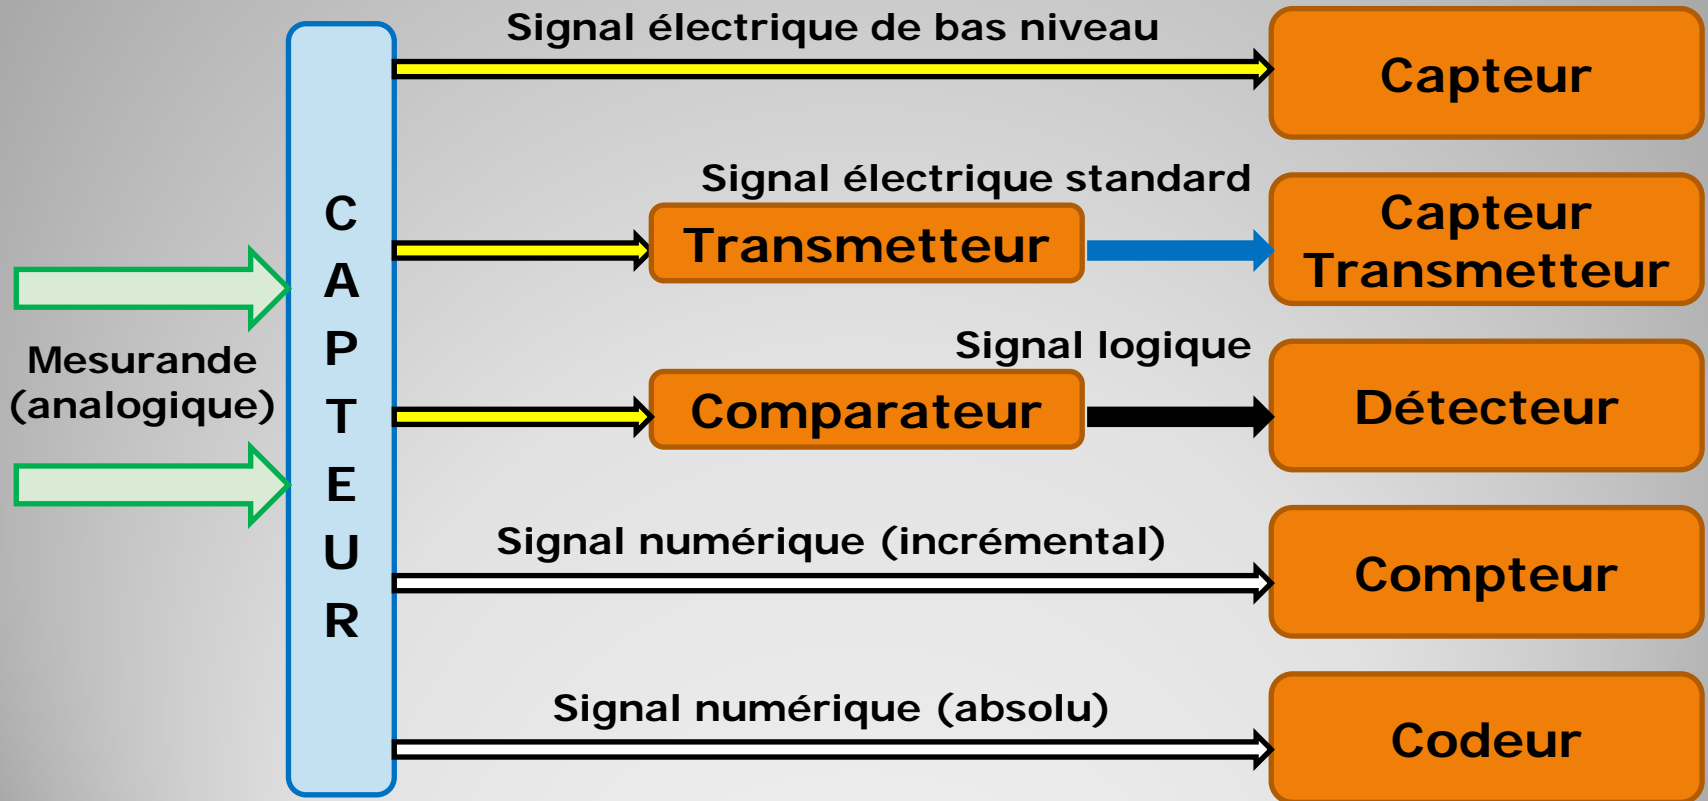 Signal électrique de bas niveau
Capteur
Signal électrique standard
Transmetteur
Capteur
Transmetteur
Mesurande
(analogique)
C
A
P
T
E
U
R
Signal logique
Comparateur
Détecteur
Signal numérique (incrémental)
Compteur
Signal numérique (absolu)
Codeur